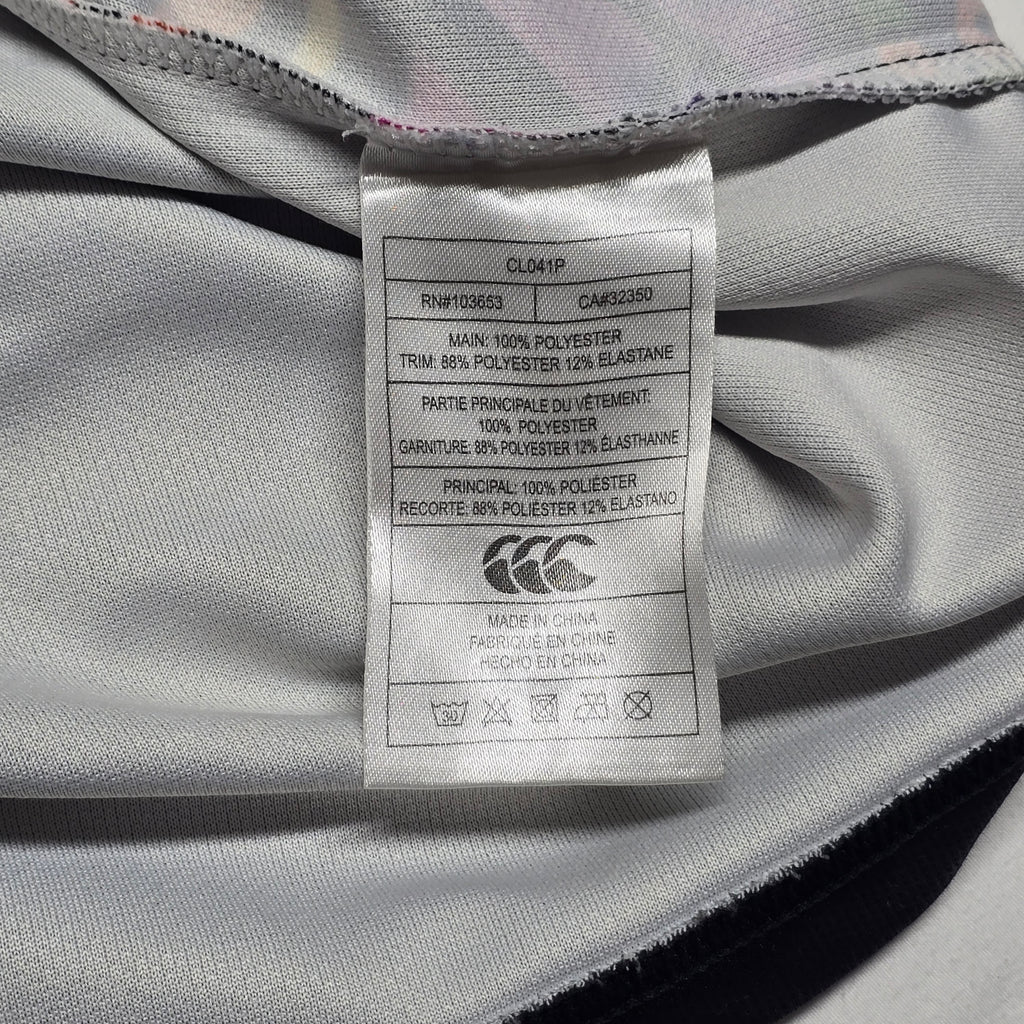 CL041P
RN#103653 CA#32350
MAIN: 100% POLYESTER
TRIM: 88% POLYESTER 12% ELASTANE
PARTIE PRINCIPALE DU VÊTEMENT:
100% POLYESTER
GARNITURE: 88% POLYESTER 12% ÉLASTHANNE
PRINCIPAL: 100% POLIÉSTER
RECORTE: 88% POLIÉSTER 12% ELASTANO
MADE IN CHINA
FABRIQUÉ EN CHINE
HECHO EN CHINA
30